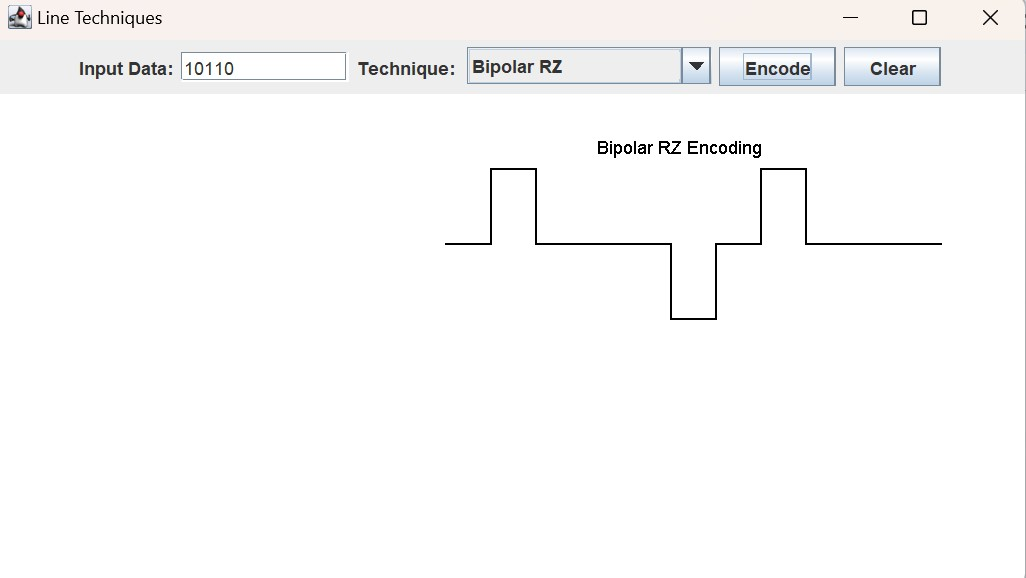 Line Techniques
Input Data: 10110 Technique: Bipolar RZ Encode Clear
Bipolar RZ Encoding